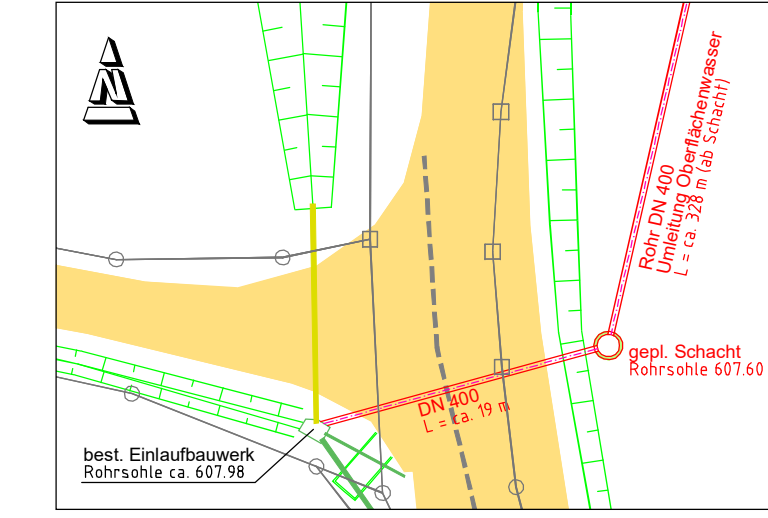 N
Rohr DN 400
Umleitung Oberflächenwasser
L = ca. 328 m (ab Schacht)
gepl. Schacht
Rohrsohle 607.60
DN 400
L = ca. 19 m
best. Einlaufbauwerk
Rohrsohle ca. 607.98